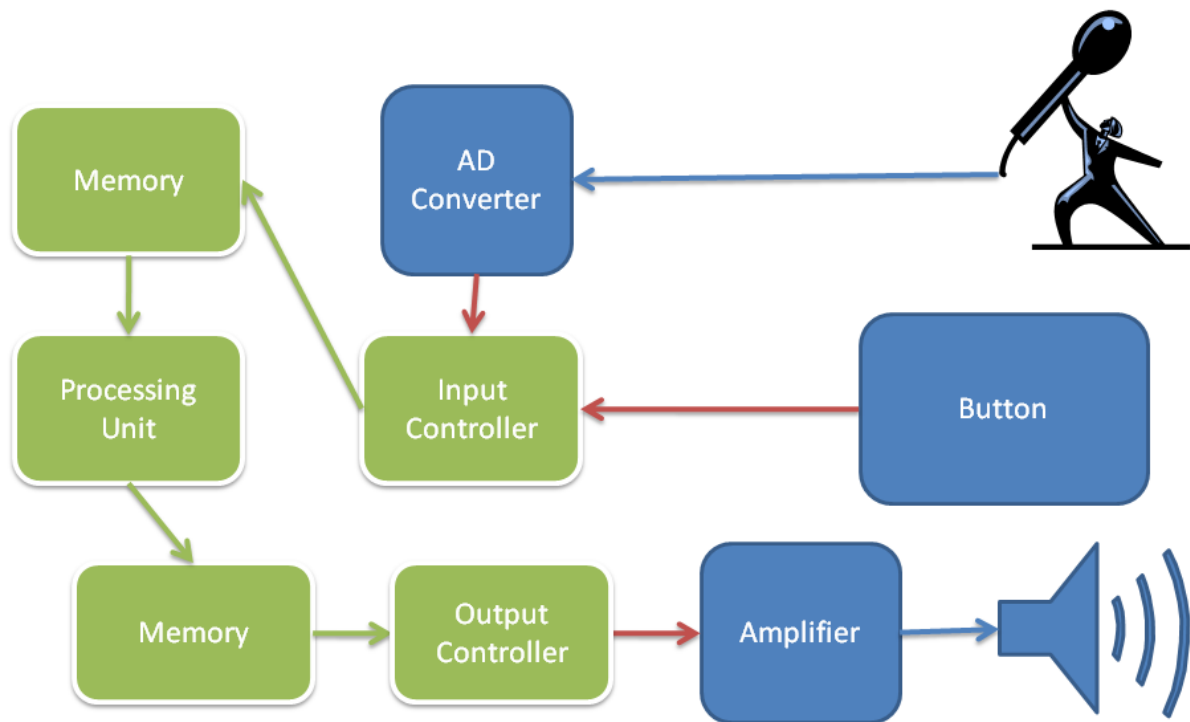 Memory
AD
Converter
Processing
Unit
Input
Controller
Button
Memory
Output
Controller
Amplifier